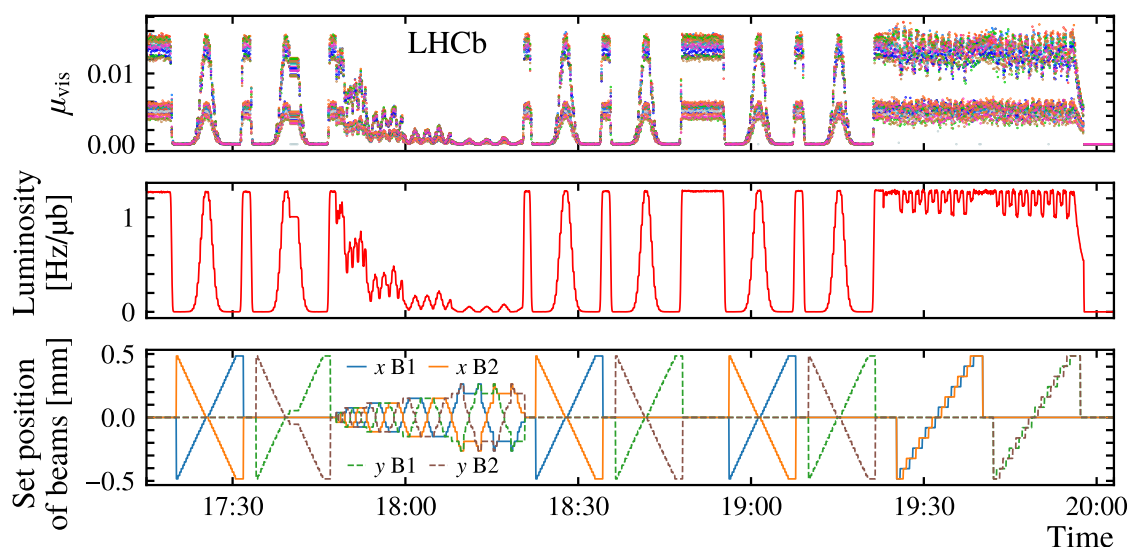 LHCb
μvis
0.01
0.00
Luminosity
[Hz/μb]
1
0
Set position
of beams [mm]
0.5
0.0
−0.5
x B1
x B2
y B1
y B2
17:30
18:00
18:30
19:00
19:30
20:00
Time